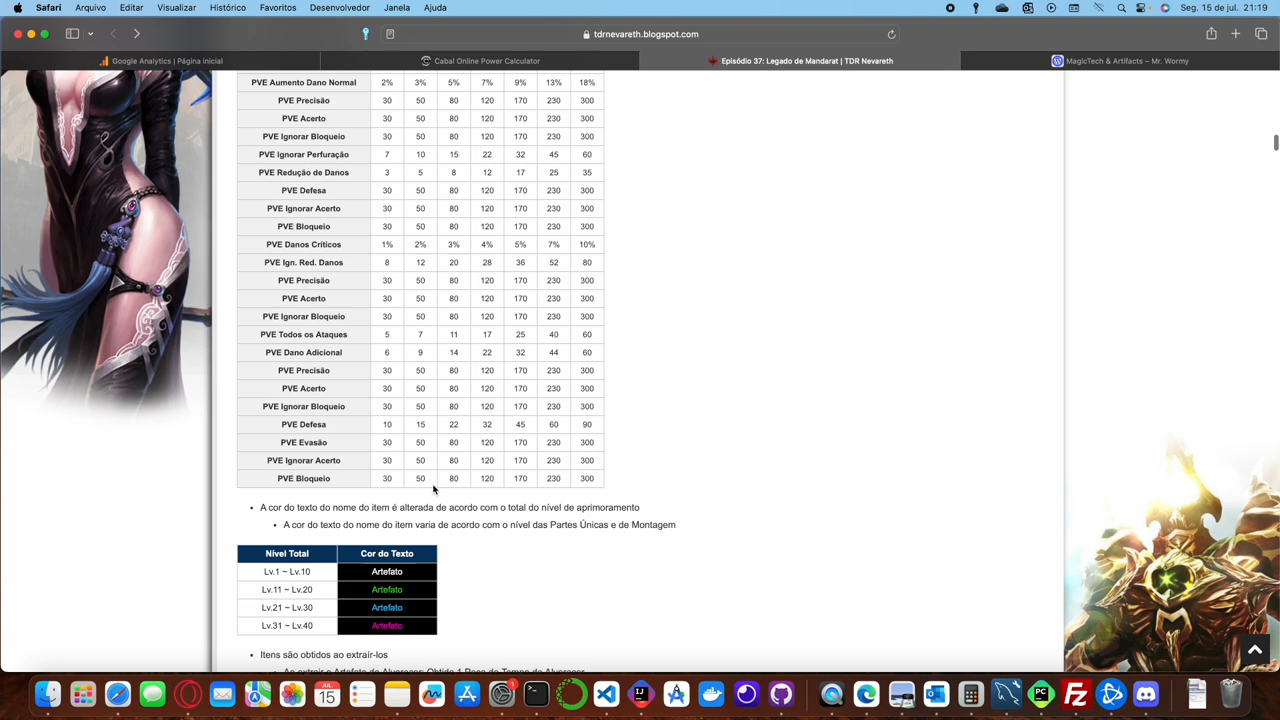 Safari Arquivo Editar Visualizar Histórico Favoritos Desenvolvedor Janela Ajuda Seg. 15 de jul. 21:19
tdrnevareth.blogspot.com
Google Analytics | Página inicial Cabal Online Power Calculator Episódio 37: Legado de Mandarat | TDR Nevareth MagicTech & Artifacts – Mr. Wormy
PVE Aumento Dano Normal 2% 3% 5% 7% 9% 13% 18%
PVE Precisão 30 50 80 120 170 230 300
PVE Acerto 30 50 80 120 170 230 300
PVE Ignorar Bloqueio 30 50 80 120 170 230 300
PVE Ignorar Perfuração 7 10 15 22 32 45 60
PVE Redução de Danos 3 5 8 12 17 25 35
PVE Defesa 30 50 80 120 170 230 300
PVE Ignorar Acerto 30 50 80 120 170 230 300
PVE Bloqueio 30 50 80 120 170 230 300
PVE Danos Críticos 1% 2% 3% 4% 5% 7% 10%
PVE Ign. Red. Danos 8 12 20 28 36 52 80
PVE Precisão 30 50 80 120 170 230 300
PVE Acerto 30 50 80 120 170 230 300
PVE Ignorar Bloqueio 30 50 80 120 170 230 300
PVE Todos os Ataques 5 7 11 17 25 40 60
PVE Dano Adicional 6 9 14 22 32 44 60
PVE Precisão 30 50 80 120 170 230 300
PVE Acerto 30 50 80 120 170 230 300
PVE Ignorar Bloqueio 30 50 80 120 170 230 300
PVE Defesa 10 15 22 32 45 60 90
PVE Evasão 30 50 80 120 170 230 300
PVE Ignorar Acerto 30 50 80 120 170 230 300
PVE Bloqueio 30 50 80 120 170 230 300
A cor do texto do nome do item é alterada de acordo com o total do nível de aprimoramento
A cor do texto do nome do item varia de acordo com o nível das Partes Únicas e de Montagem
Nível Total Cor do Texto
Lv.1 ~ Lv.10 Artefato
Lv.11 ~ Lv.20 Artefato
Lv.21 ~ Lv.30 Artefato
Lv.31 ~ Lv.40 Artefato
Itens são obtidos ao extraír-los
JUL. 15
1
PC